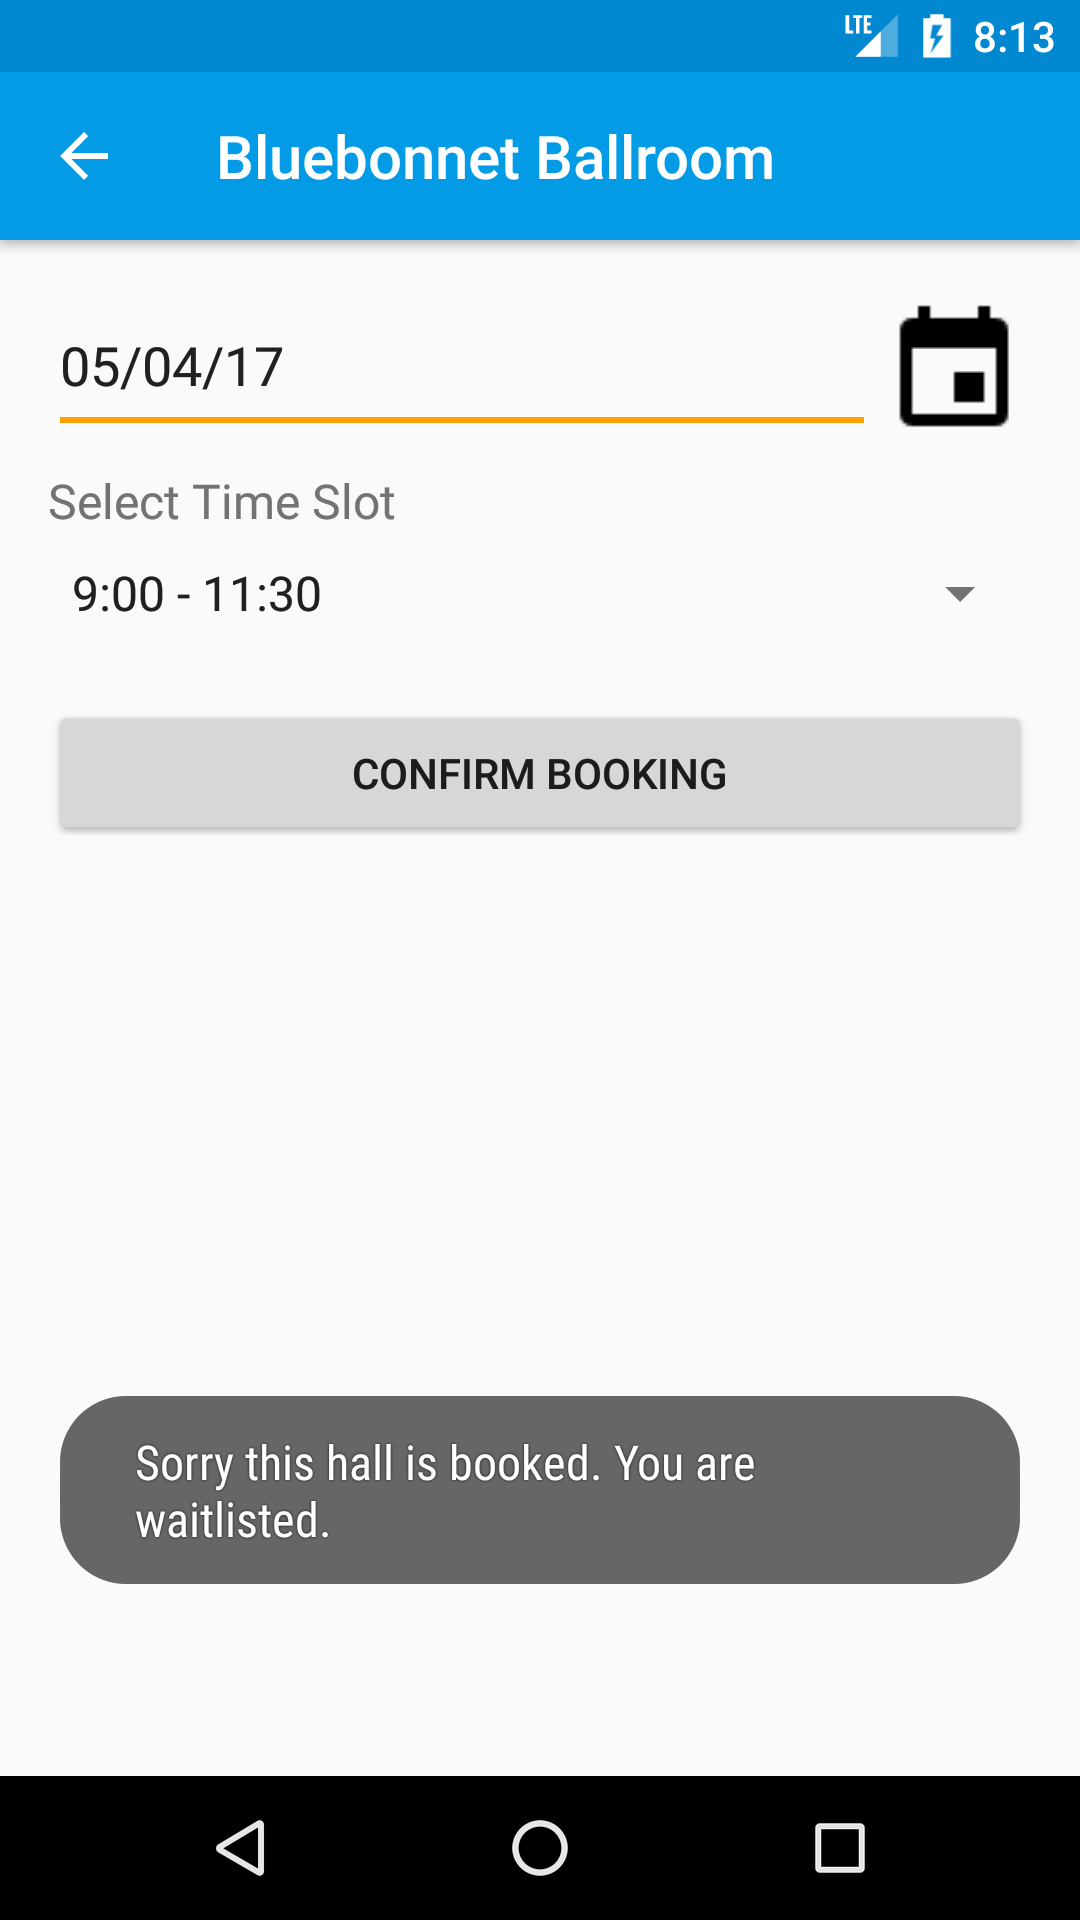 LTE 8:13
Bluebonnet Ballroom
05/04/17
Select Time Slot
9:00 - 11:30
CONFIRM BOOKING
Sorry this hall is booked. You are
waitlisted.